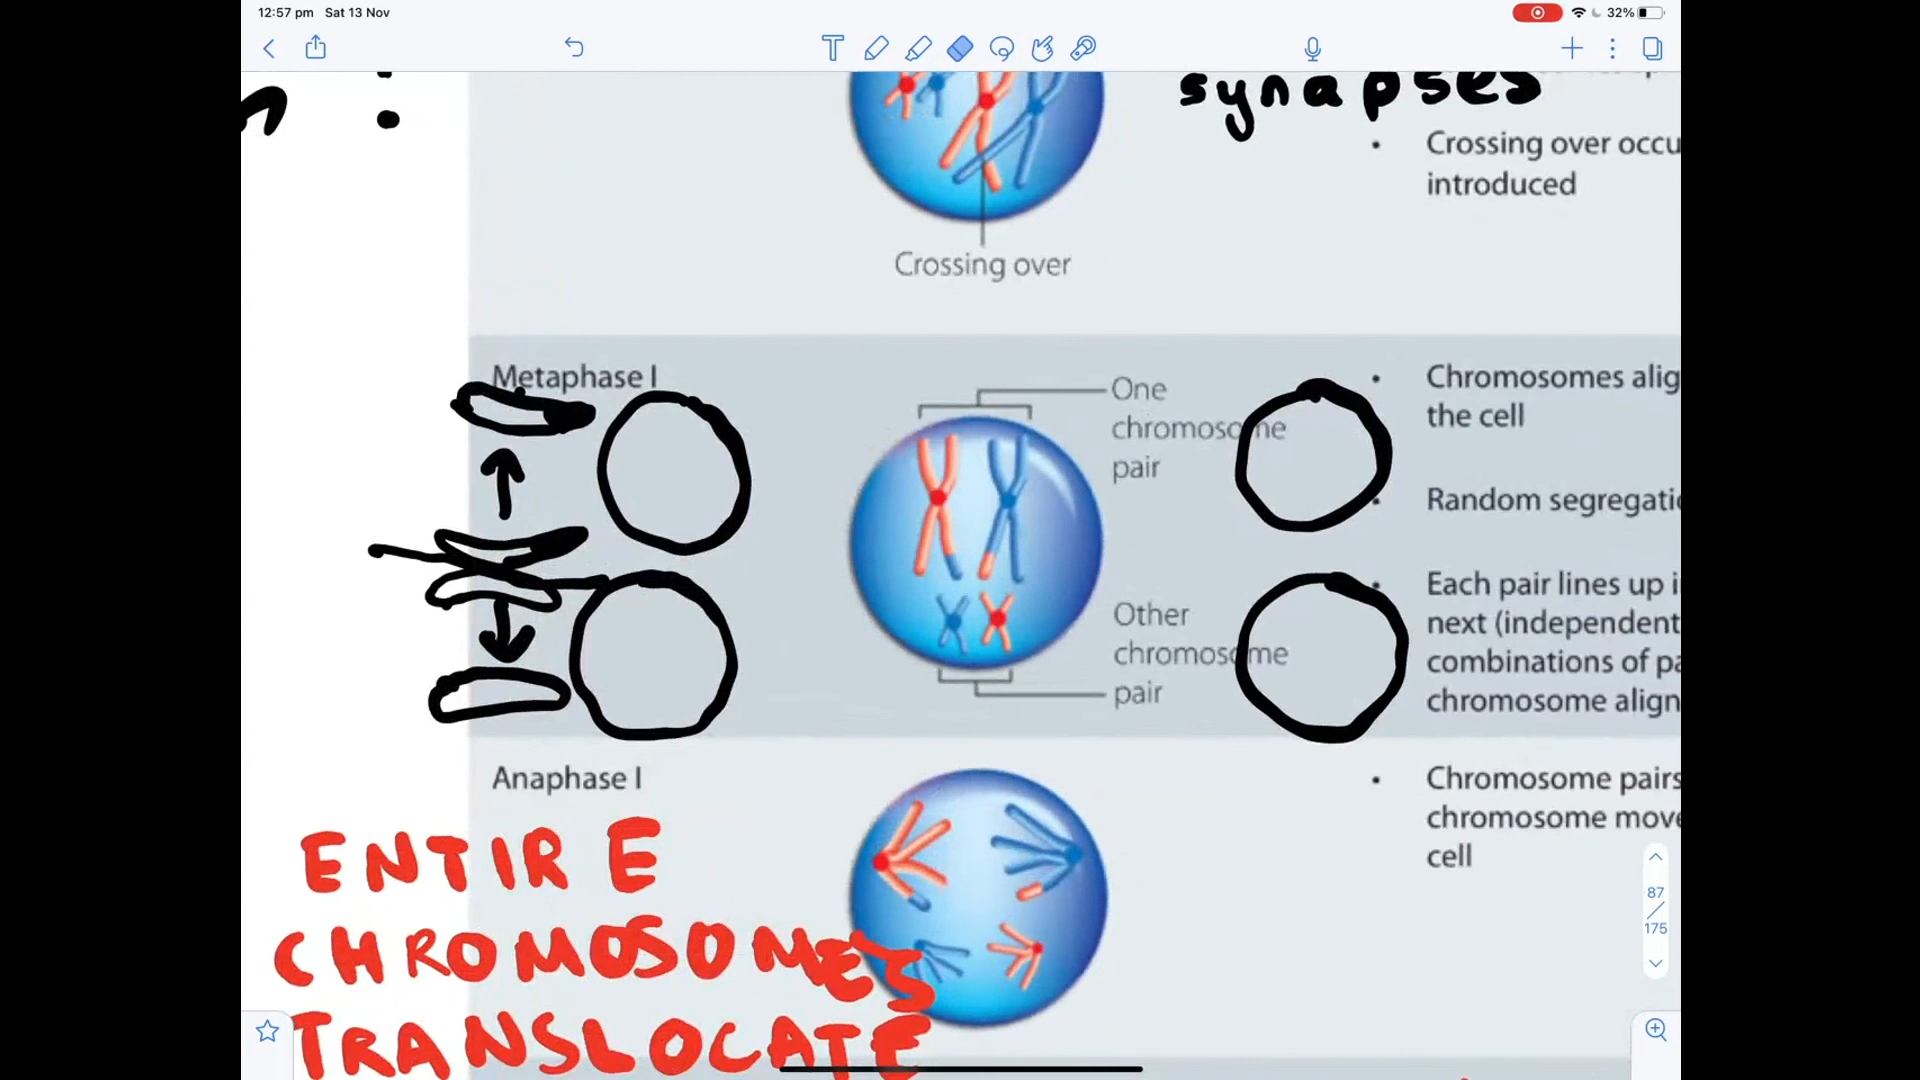 12:57 pm Sat 13 Nov
32%
synapses
Crossing over occu
introduced
Crossing over
Metaphase I
One
chromosome
pair
Chromosomes alig
the cell
Random segregati
Other
chromosome
pair
Each pair lines up i
next (independent
combinations of pa
chromosome align
Anaphase I
Chromosome pairs
chromosome move
cell
87
175
ENTIRE
CHROMOSOMES
TRANSLOCATE